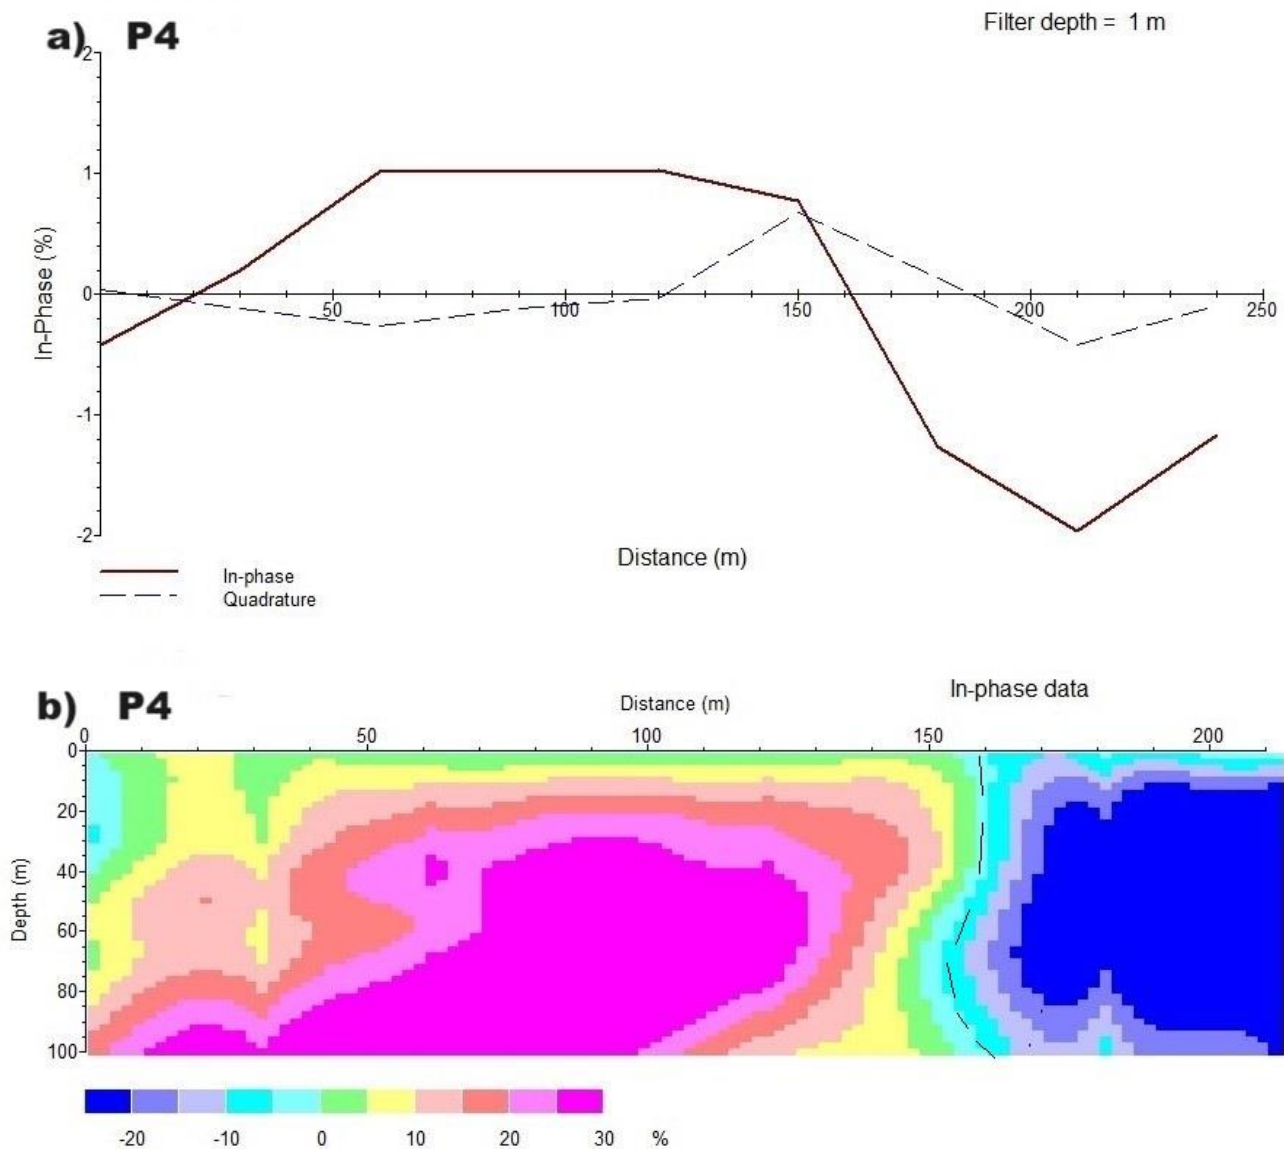 a) P4
Filter depth = 1 m
2
1
0
-1
-2
In-Phase (%)
50 100 150 200 250
Distance (m)
In-phase
Quadrature
b) P4
Distance (m)
In-phase data
0 50 100 150 200
0
20
40
60
80
100
Depth (m)
-20 -10 0 10 20 30 %